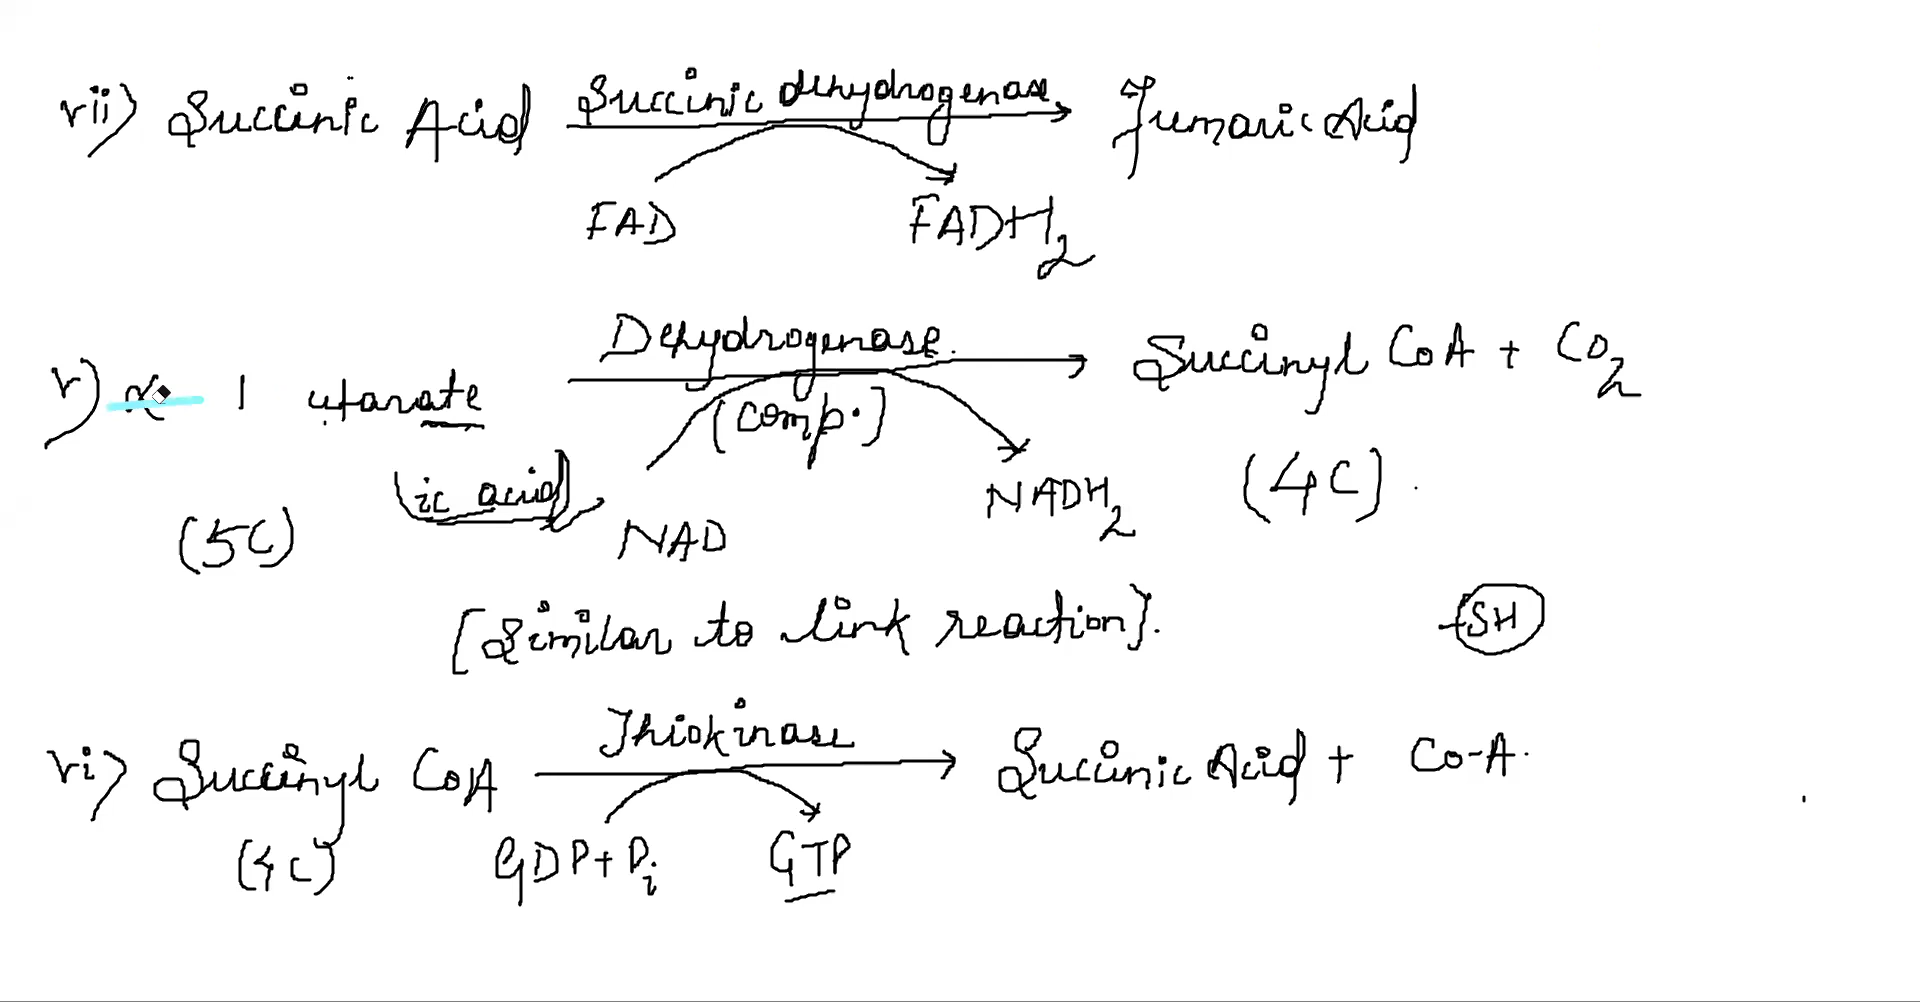 vii) Succinic Acid Succinic dehydrogenase Fumaric Acid
FAD FADH2
v) α l utarate Dehydrogenase Succinyl CoA + CO2
(comp.)
(ic acid) NAD NADH2 (4C)
(5C)
[Similar to link reaction]. -SH
vi) Succinyl CoA Thiokinase Succinic Acid + Co-A.
(4C) GDP + Pi GTP